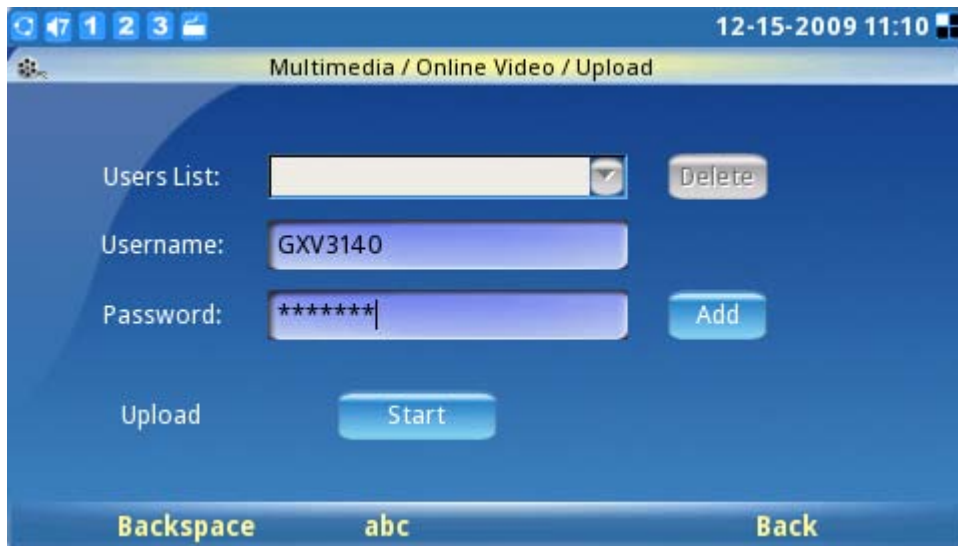 7 1 2 3 12-15-2009 11:10
Multimedia / Online Video / Upload
Users List: Delete
Username: GXV3140
Password: ******* Add
Upload Start
Backspace abc Back